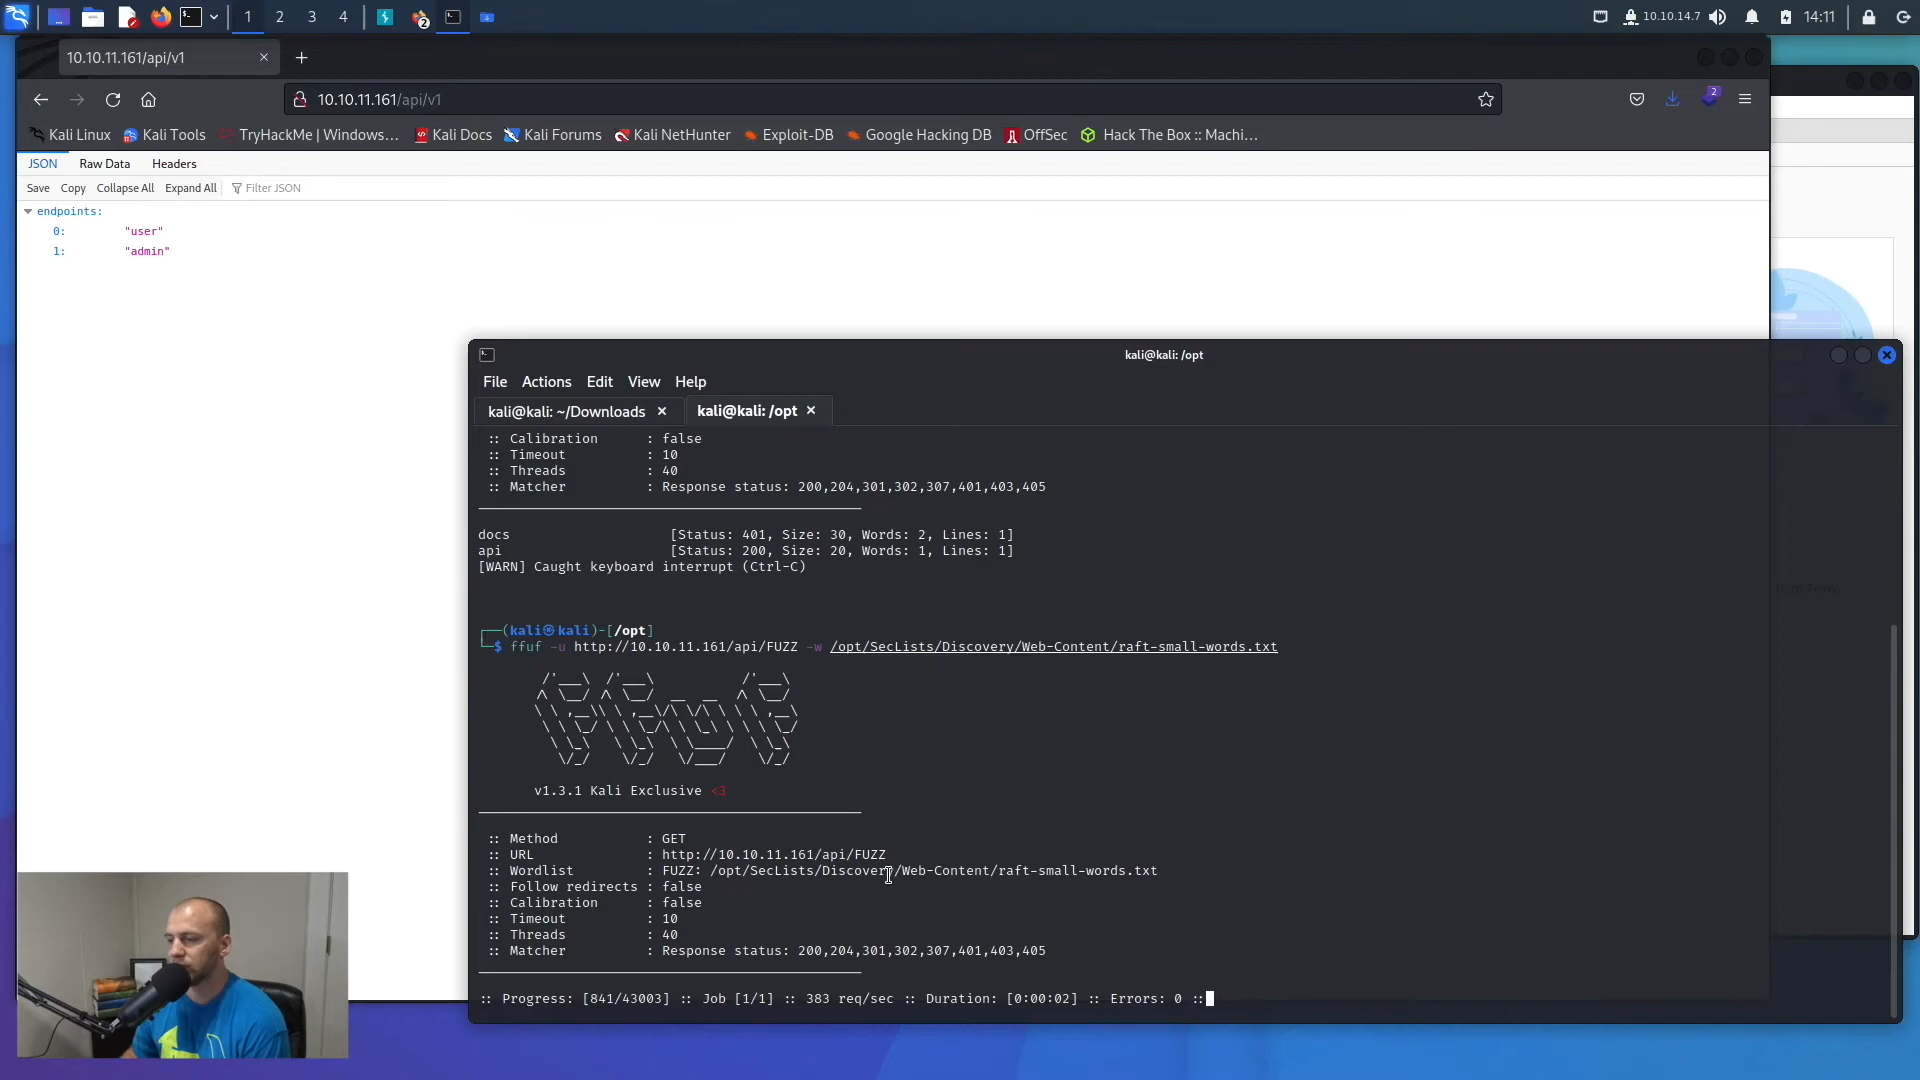 1 2 3 4 2 10.10.14.7 14:11
10.10.11.161/api/v1
10.10.11.161/api/v1 2
Kali Linux Kali Tools TryHackMe | Windows… Kali Docs Kali Forums Kali NetHunter Exploit-DB Google Hacking DB OffSec Hack The Box :: Machi…
JSON Raw Data Headers
Save Copy Collapse All Expand All Filter JSON
endpoints:
0: "user"
1: "admin"
kali@kali: /opt
File Actions Edit View Help
kali@kali: ~/Downloads kali@kali: /opt
:: Calibration : false
:: Timeout : 10
:: Threads : 40
:: Matcher : Response status: 200,204,301,302,307,401,403,405
docs [Status: 401, Size: 30, Words: 2, Lines: 1]
api [Status: 200, Size: 20, Words: 1, Lines: 1]
[WARN] Caught keyboard interrupt (Ctrl-C)
┌──(kali㉿kali)-[/opt]
└─$ ffuf -u http://10.10.11.161/api/FUZZ -w /opt/SecLists/Discovery/Web-Content/raft-small-words.txt
v1.3.1 Kali Exclusive <3
:: Method : GET
:: URL : http://10.10.11.161/api/FUZZ
:: Wordlist : FUZZ: /opt/SecLists/Discovery/Web-Content/raft-small-words.txt
:: Follow redirects : false
:: Calibration : false
:: Timeout : 10
:: Threads : 40
:: Matcher : Response status: 200,204,301,302,307,401,403,405
:: Progress: [841/43003] :: Job [1/1] :: 383 req/sec :: Duration: [0:00:02] :: Errors: 0 ::